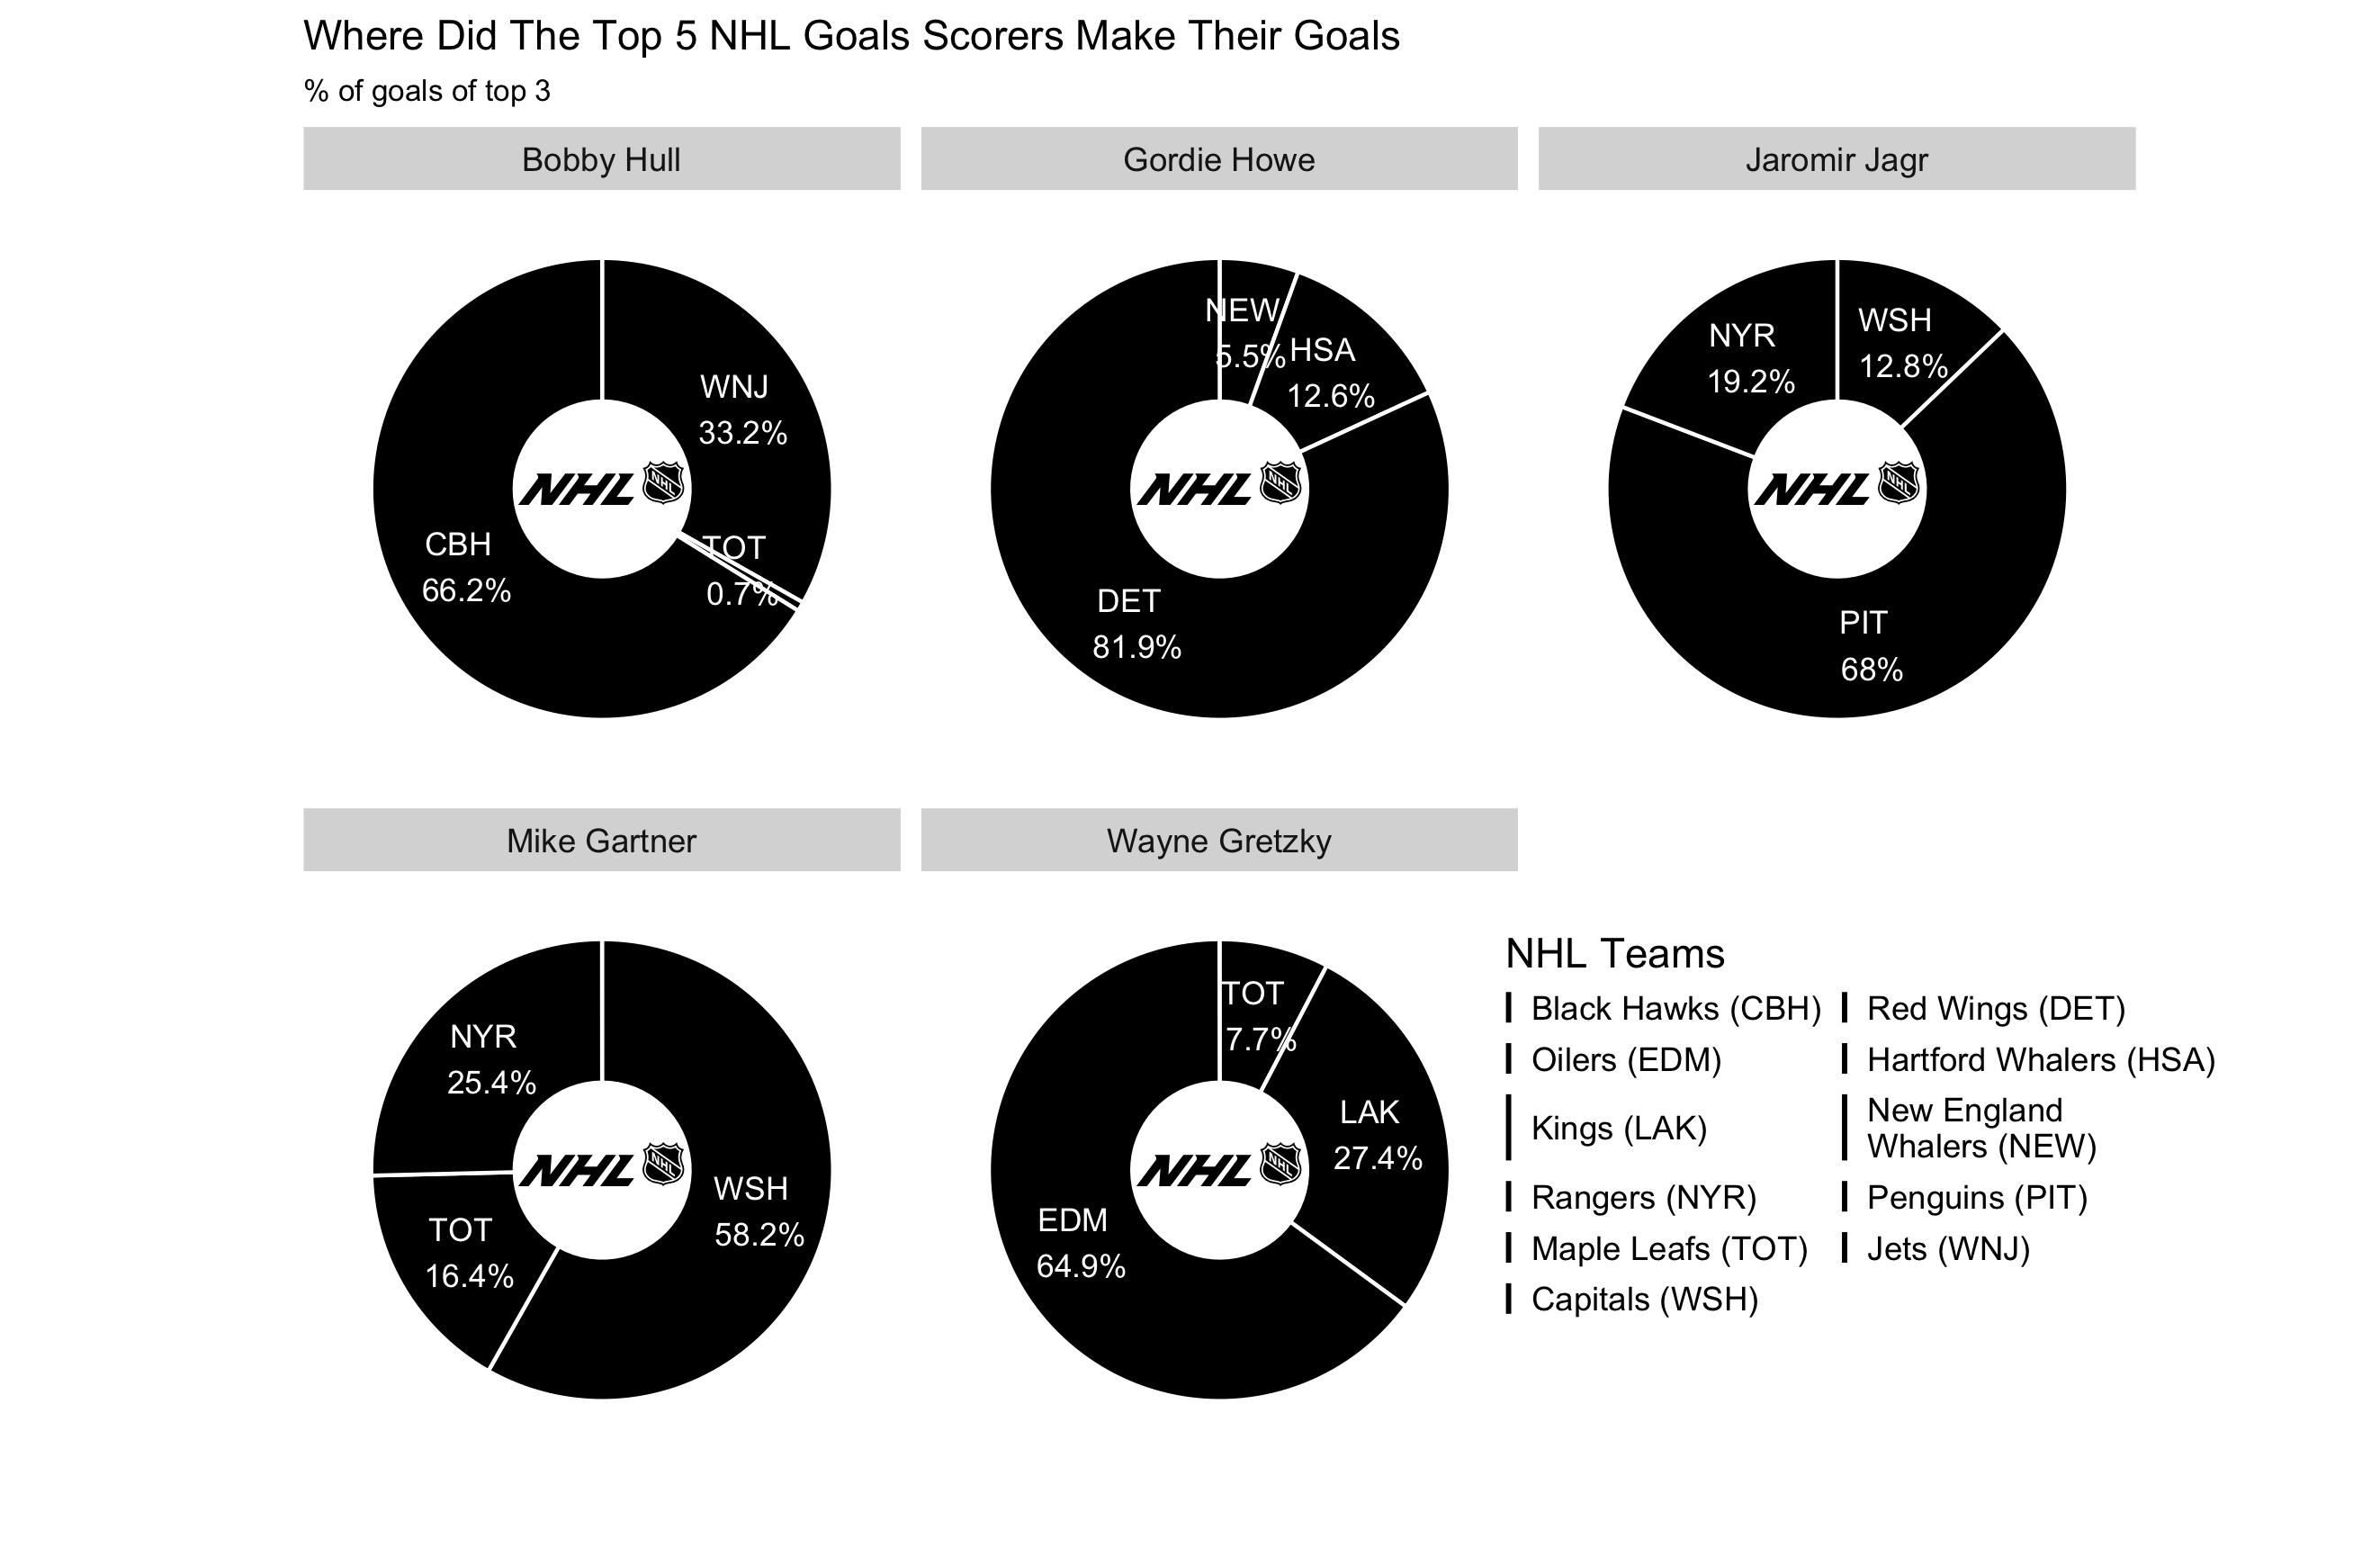 Where Did The Top 5 NHL Goals Scorers Make Their Goals
% of goals of top 3
Bobby Hull
WNJ
33.2%
TOT
0.7%
CBH
66.2%
NHL NHL
Gordie Howe
NEW
5.5%
HSA
12.6%
DET
81.9%
NHL NHL
Jaromir Jagr
NYR
19.2%
WSH
12.8%
PIT
68%
NHL NHL
Mike Gartner
NYR
25.4%
WSH
58.2%
TOT
16.4%
NHL NHL
Wayne Gretzky
TOT
7.7%
LAK
27.4%
EDM
64.9%
NHL NHL
NHL Teams
Black Hawks (CBH)
Oilers (EDM)
Kings (LAK)
Rangers (NYR)
Maple Leafs (TOT)
Capitals (WSH)
Red Wings (DET)
Hartford Whalers (HSA)
New England
Whalers (NEW)
Penguins (PIT)
Jets (WNJ)